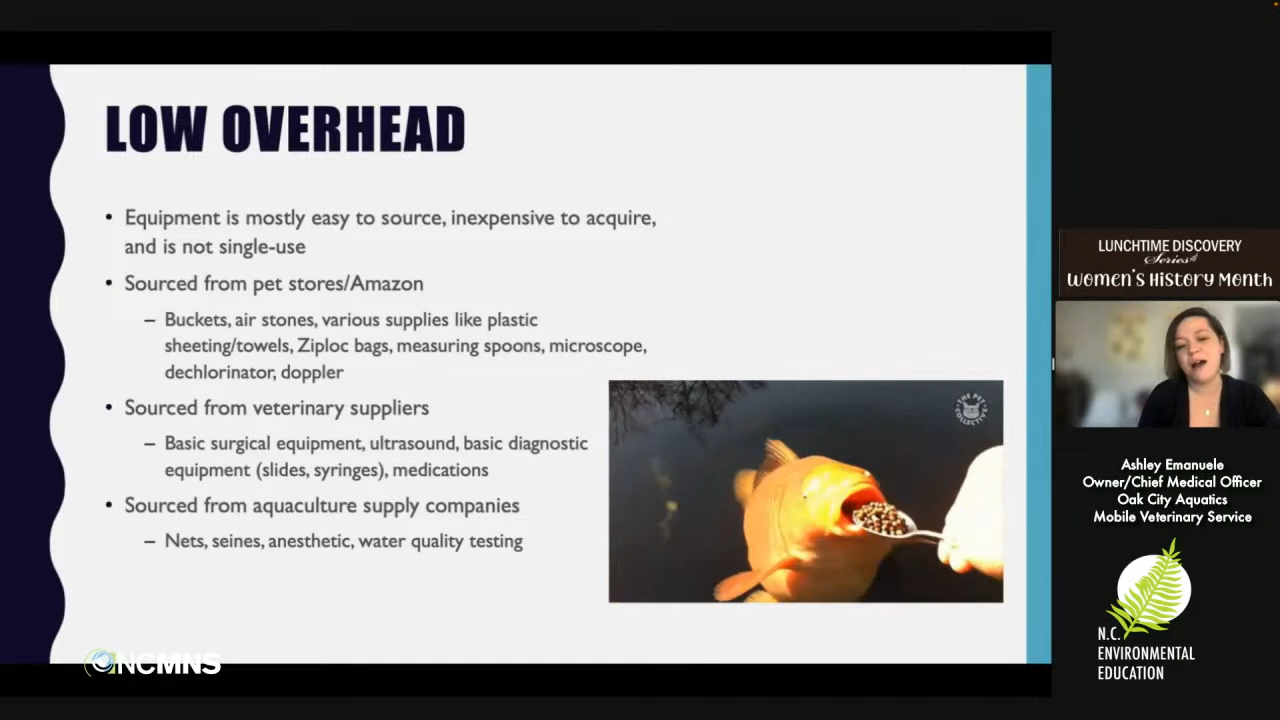 LOW OVERHEAD
• Equipment is mostly easy to source, inexpensive to acquire,
and is not single-use
• Sourced from pet stores/Amazon
– Buckets, air stones, various supplies like plastic
sheeting/towels, Ziploc bags, measuring spoons, microscope,
dechlorinator, doppler
• Sourced from veterinary suppliers
– Basic surgical equipment, ultrasound, basic diagnostic
equipment (slides, syringes), medications
• Sourced from aquaculture supply companies
– Nets, seines, anesthetic, water quality testing
THE PET
COLLECTIVE
NCMNS
LUNCHTIME DISCOVERY
Series
Women's History Month
Ashley Emanuele
Owner/Chief Medical Officer
Oak City Aquatics
Mobile Veterinary Service
N.C.
ENVIRONMENTAL
EDUCATION